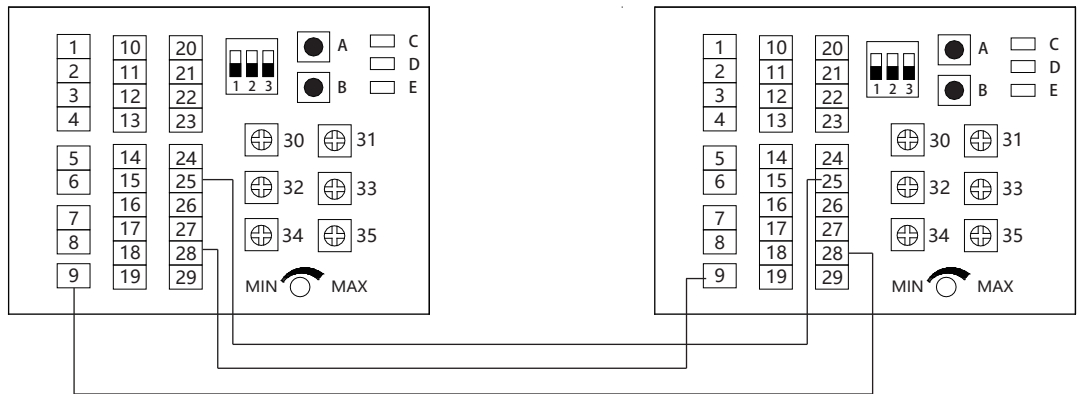 1 10 20 A C
2 11 21 D
3 12 22 1 2 3 B E
4 13 23
30 31
5 14 24
6 15 25 32 33
16 26
7 17 27 34 35
8 18 28
9 19 29 MIN MAX
1 10 20 A C
2 11 21 D
3 12 22 1 2 3 B E
4 13 23
30 31
5 14 24
6 15 25 32 33
16 26
7 17 27 34 35
8 18 28
9 19 29 MIN MAX